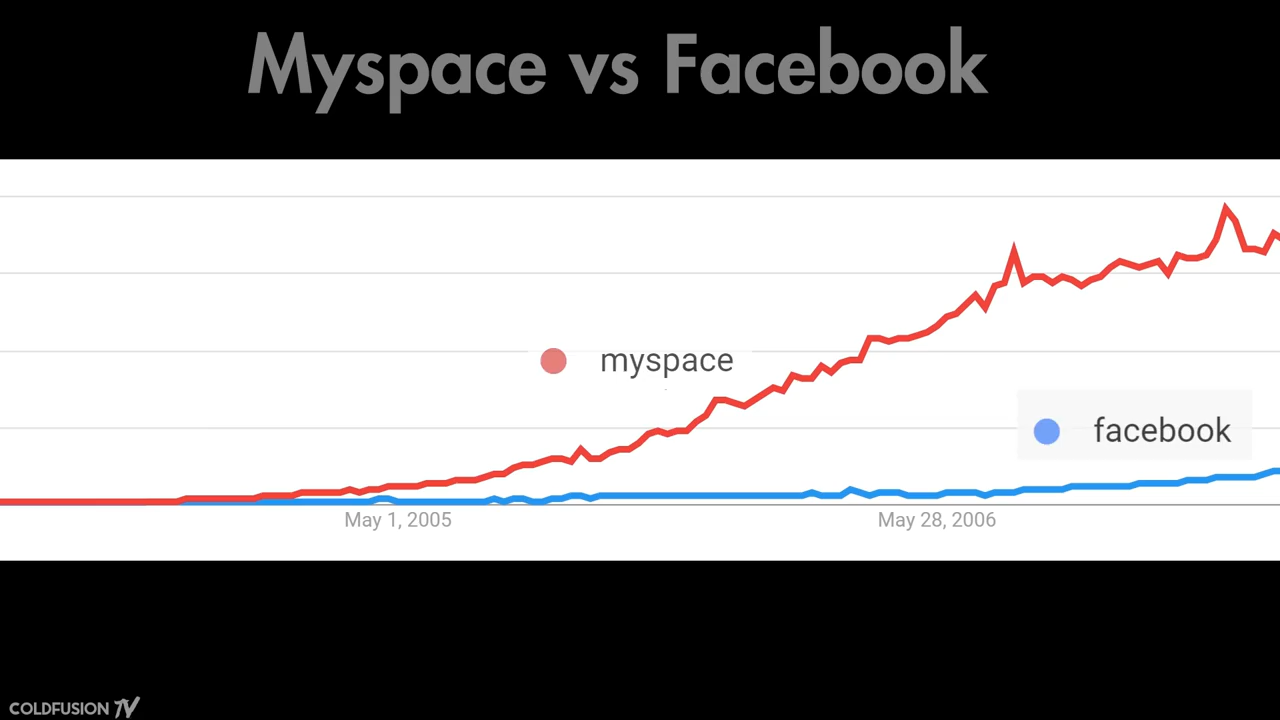 Myspace vs Facebook
myspace
facebook
May 1, 2005
May 28, 2006
COLDFUSION TV